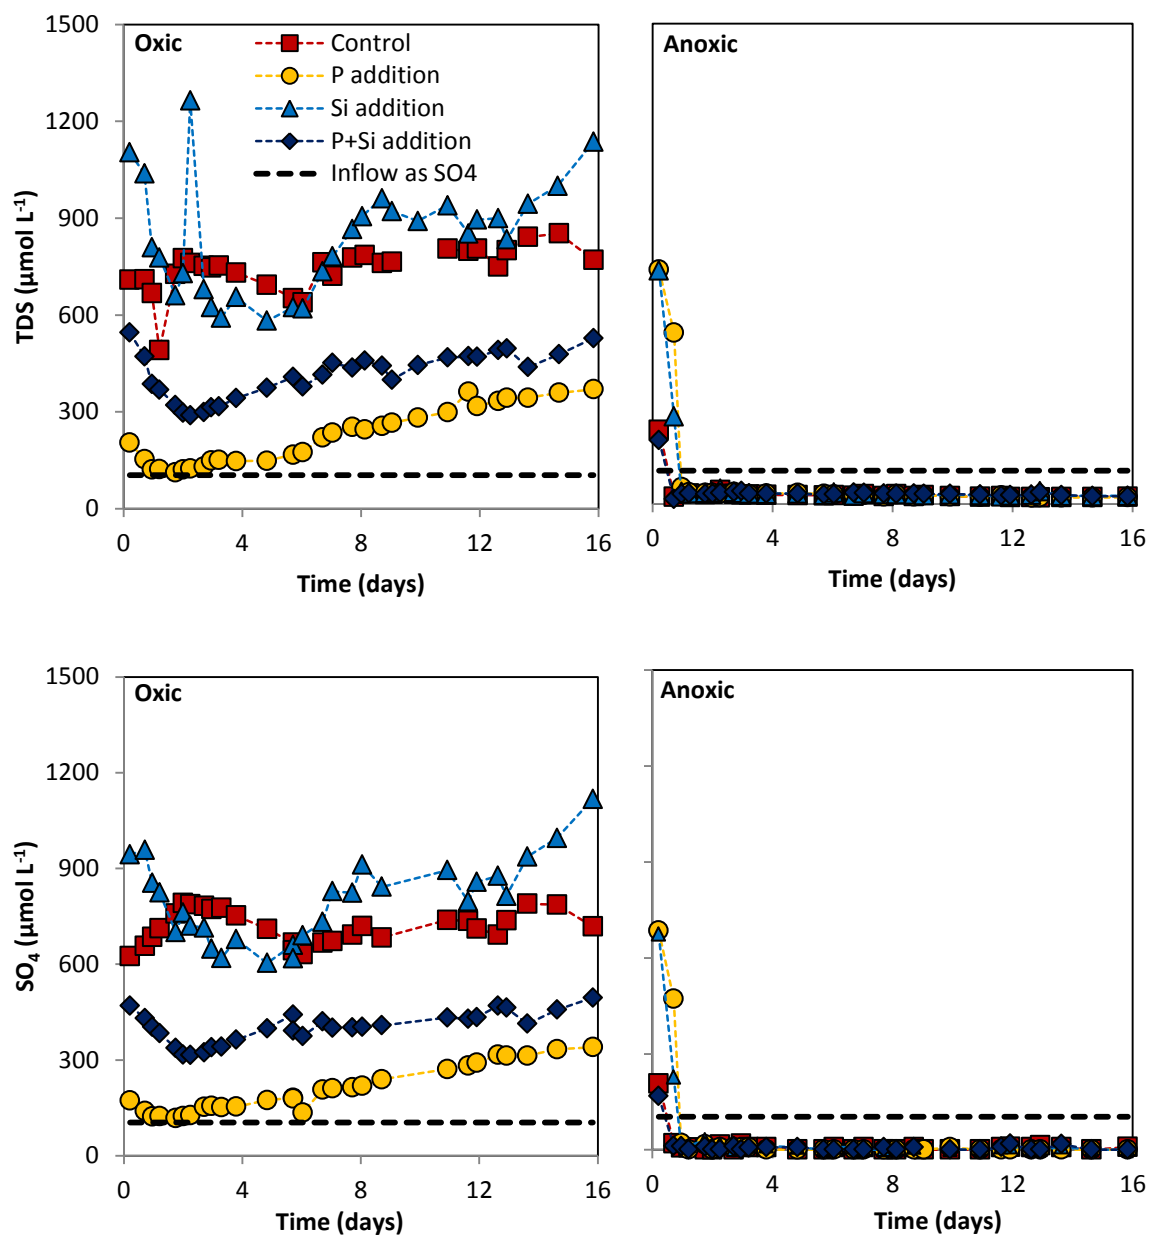 1500
Oxic
Control
P addition
Si addition
P+Si addition
Inflow as SO4
1200
900
600
300
0
TDS (µmol L-1)
0 4 8 12 16
Time (days)
Anoxic
0 4 8 12 16
Time (days)
1500
Oxic
1200
900
600
300
0
SO4 (µmol L-1)
0 4 8 12 16
Time (days)
Anoxic
0 4 8 12 16
Time (days)